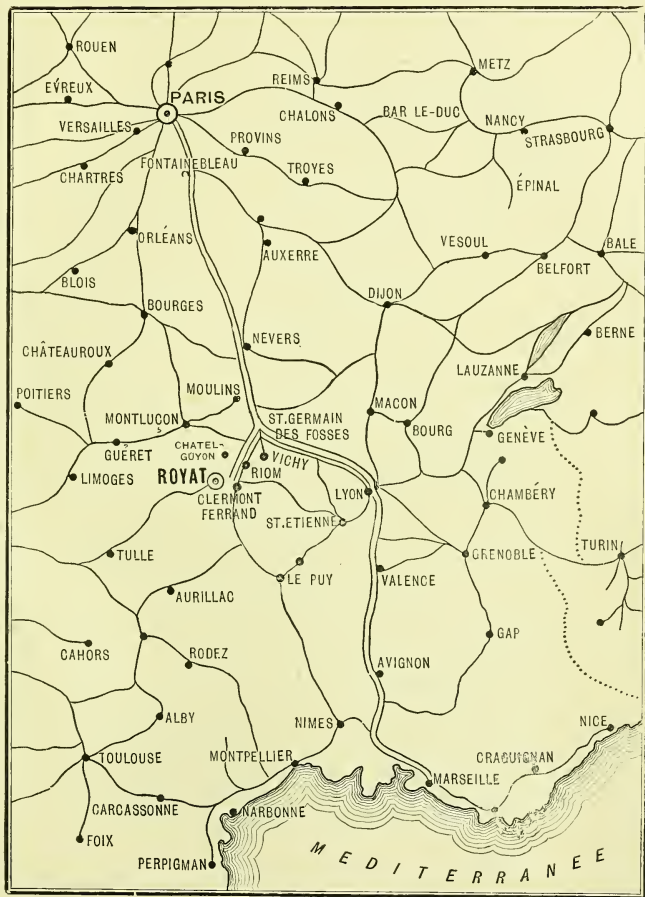 ROUEN
METZ
REIMS
EVREUX
PARIS
CHALONS
BAR LE-DUC
NANCY
VERSAILLES
STRASBOURG
PROVINS
FONTAINEBLEAU
TROYES
CHARTRES
ÉPINAL
ORLÉANS
AUXERRE
VESOUL
BALE
BELFORT
BLOIS
DIJON
BOURGES
BERNE
NEVERS
CHÂTEAUROUX
LAUZANNE
MOULINS
POITIERS
MACON
MONTLUÇON
ST.GERMAIN
DES FOSSES
BOURG
GENÈVE
GUÉRET
CHATEL-
GUYON
VICHY
RIOM
LIMOGES
ROYAT
CLERMONT
FERRAND
LYON
CHAMBÉRY
ST.ETIENNE
TURIN
TULLE
GRENOBLE
LE PUY
VALENCE
AURILLAC
GAP
CAHORS
RODEZ
AVIGNON
ALBY
NIMES
NICE
TOULOUSE
MONTPELLIER
CRAGUIGNAN
MARSEILLE
CARCASSONNE
NARBONNE
FOIX
PERPIGMAN
MEDITERRANEE